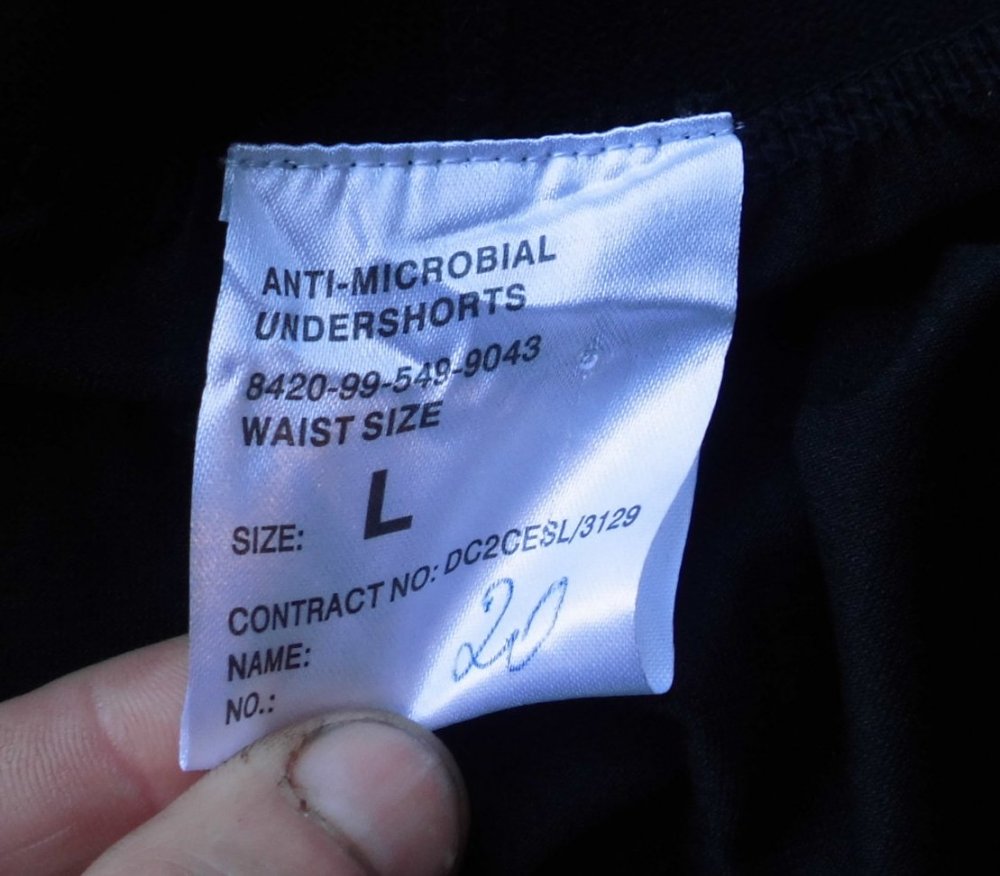 ANTI-MICROBIAL
UNDERSHORTS
8420-99-549-9043
WAIST SIZE
SIZE: L
CONTRACT NO: DC2CESL/3129
NAME: 20
NO.: